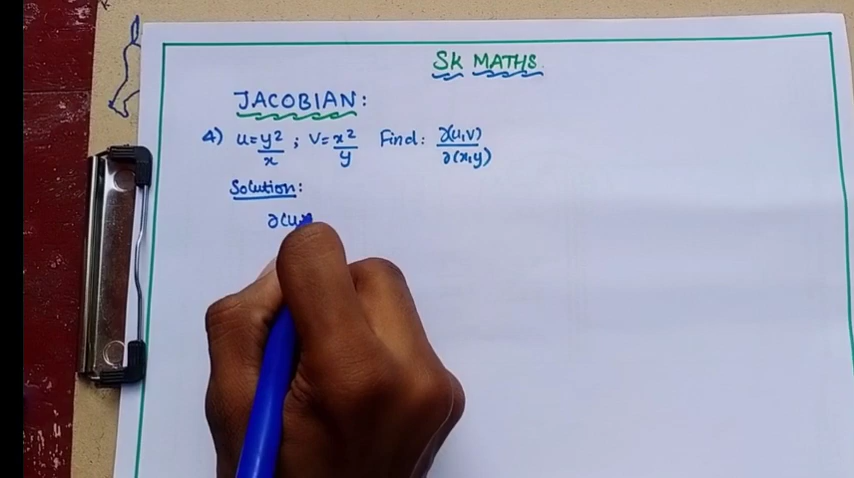 SK MATHS.
JACOBIAN:
4) u=y²/x ; v=x²/y Find: ∂(u,v)/∂(x,y)
Solution:
∂(u,